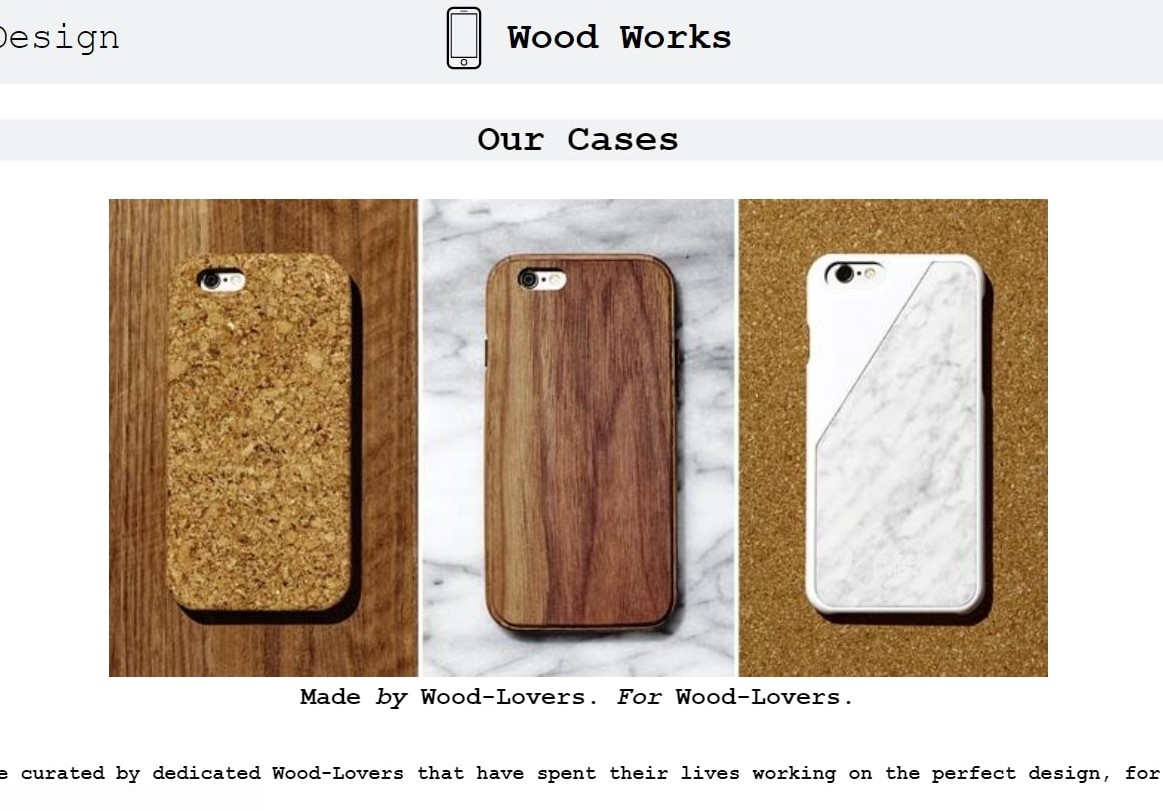 Design
Wood Works
Our Cases
Made by Wood-Lovers. For Wood-Lovers.
e curated by dedicated Wood-Lovers that have spent their lives working on the perfect design, for